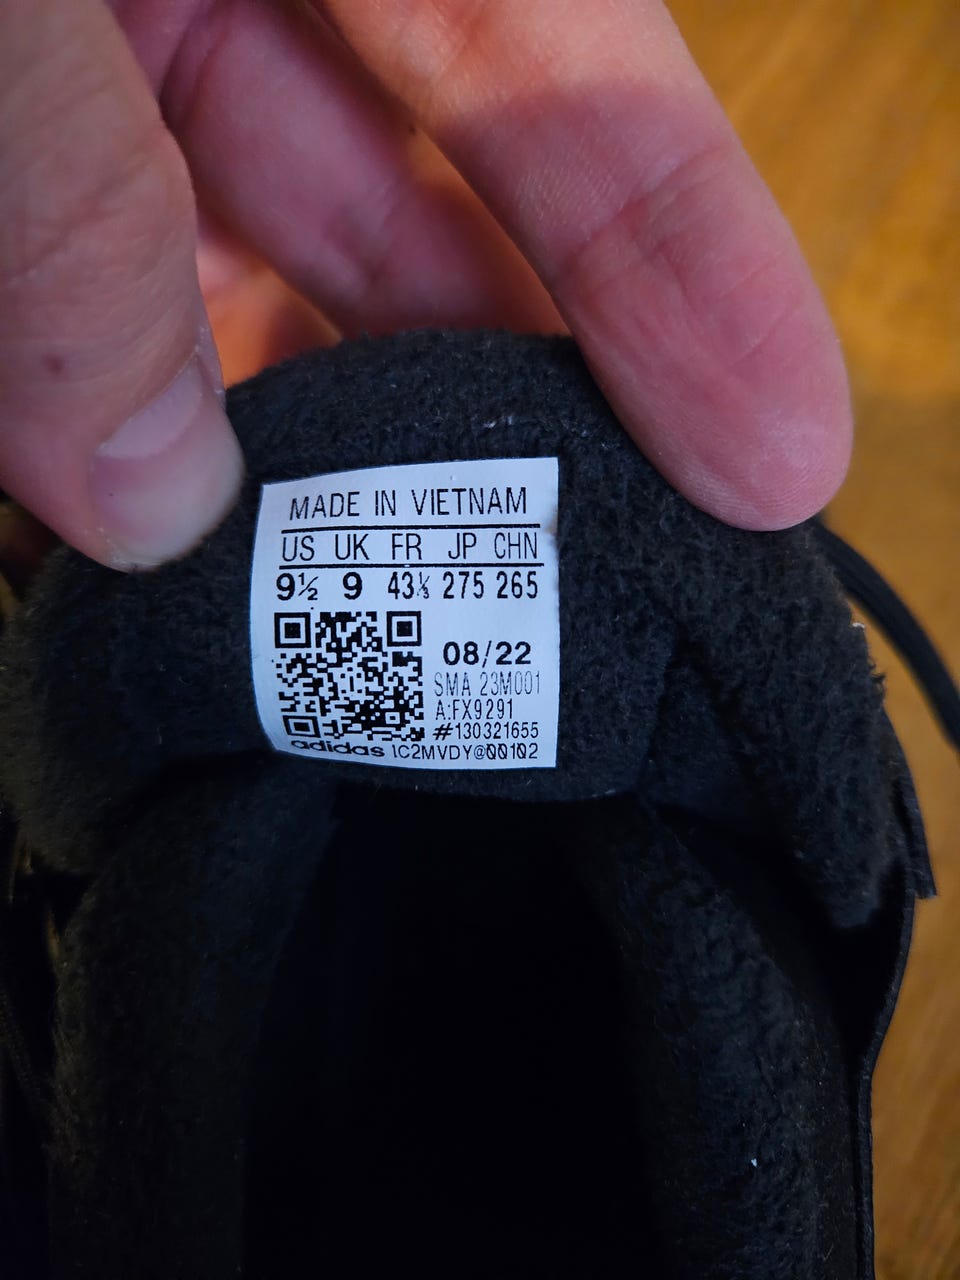 MADE IN VIETNAM
US UK FR JP CHN
9½ 9 43⅓ 275 265
08/22
SMA 23M001
A:FX9291
#130321655
adidas 1C2MVDY@00102